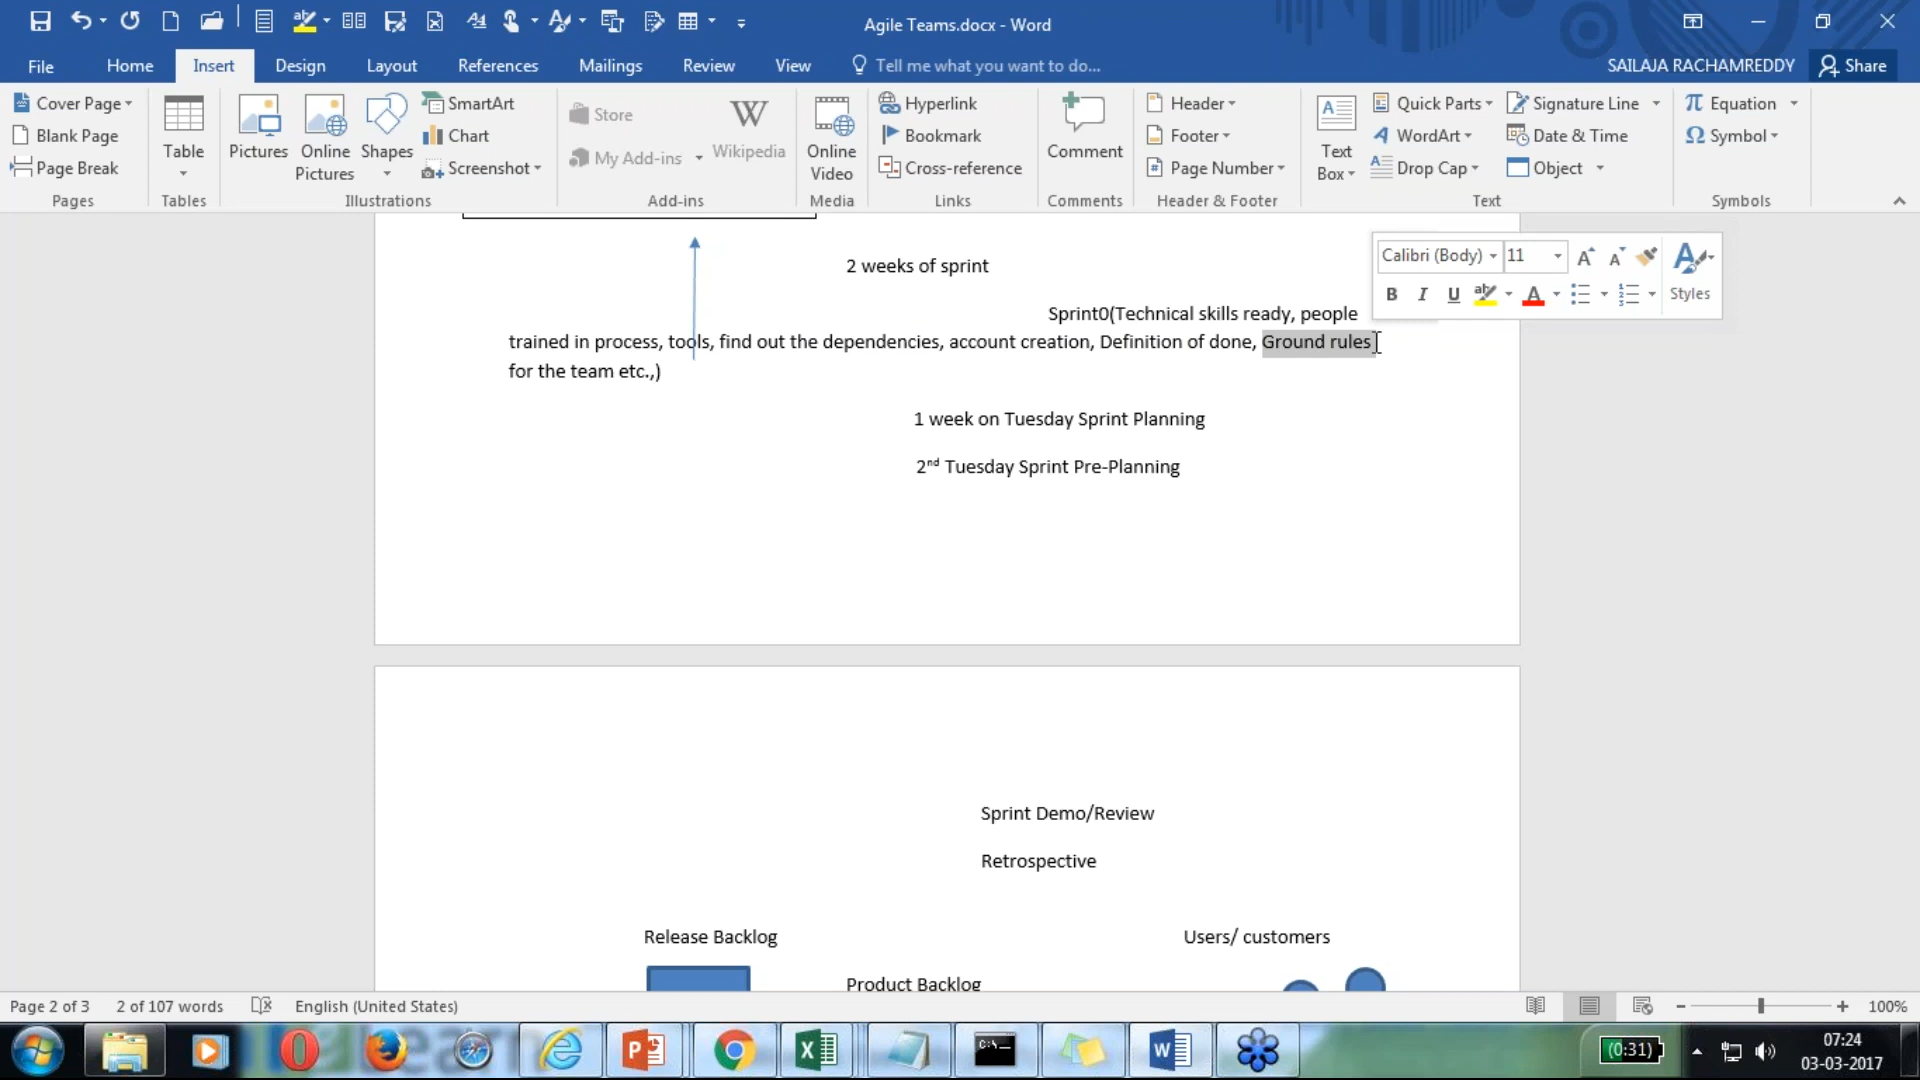 Agile Teams.docx - Word
File Home Insert Design Layout References Mailings Review View Tell me what you want to do... SAILAJA RACHAMREDDY Share
Cover Page
Blank Page
Page Break
Pages
Table
Tables
Pictures
Online Pictures
Shapes
SmartArt
Chart
Screenshot
Illustrations
Store
My Add-ins
Wikipedia
Add-ins
Online Video
Media
Hyperlink
Bookmark
Cross-reference
Links
Comment
Comments
Header
Footer
Page Number
Header & Footer
Text Box
Quick Parts
WordArt
Drop Cap
Signature Line
Date & Time
Object
Text
Equation
Symbol
Symbols
Calibri (Body) 11
B I U Styles
2 weeks of sprint
Sprint0(Technical skills ready, people
trained in process, tools, find out the dependencies, account creation, Definition of done, Ground rules
for the team etc.,)
1 week on Tuesday Sprint Planning
2nd Tuesday Sprint Pre-Planning
Sprint Demo/Review
Retrospective
Release Backlog
Users/ customers
Product Backlog
Page 2 of 3 2 of 107 words English (United States) 100%
(0:31)
07:24
03-03-2017